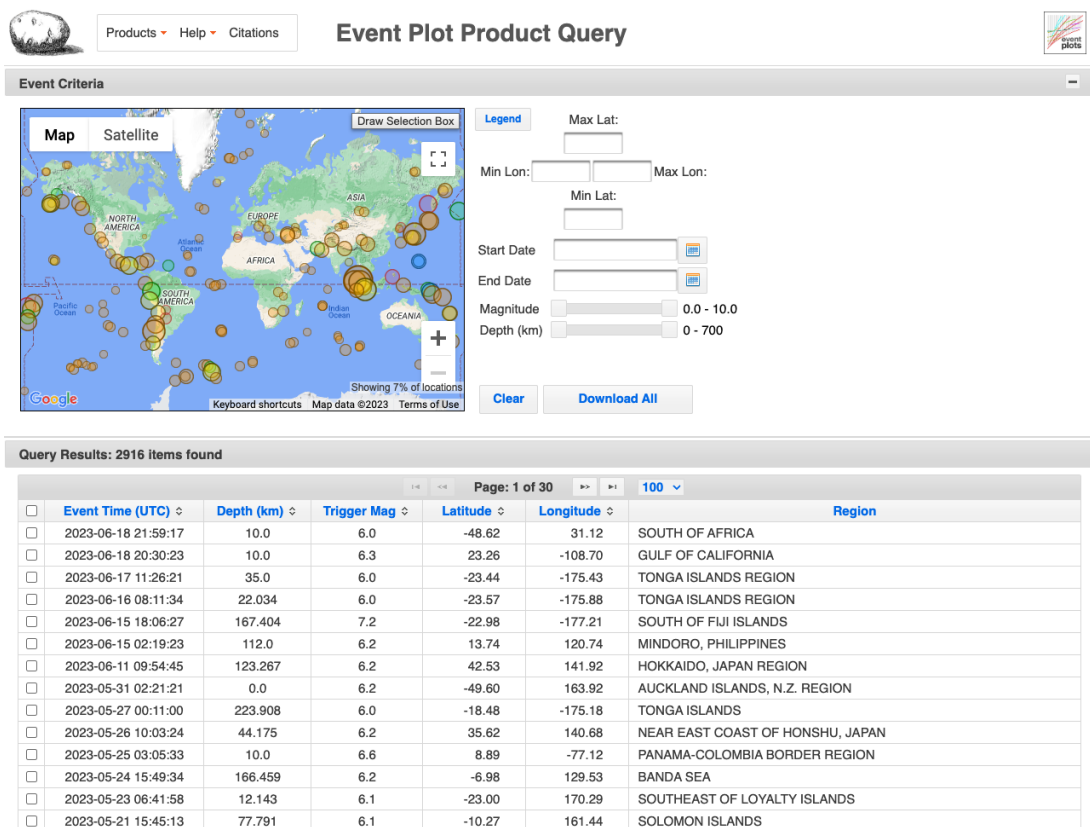 Products Help Citations
Event Plot Product Query
event
plots
Event Criteria
Map Satellite
Draw Selection Box
NORTH
AMERICA
Atlantic
Ocean
EUROPE
ASIA
AFRICA
Pacific
Ocean
SOUTH
AMERICA
Indian
Ocean
OCEANIA
Showing 7% of locations
Google
Keyboard shortcuts Map data ©2023 Terms of Use
Legend
Max Lat:
Min Lon: Max Lon:
Min Lat:
Start Date
End Date
Magnitude 0.0 - 10.0
Depth (km) 0 - 700
Clear Download All
Query Results: 2916 items found
Page: 1 of 30 100
Event Time (UTC) Depth (km) Trigger Mag Latitude Longitude Region
2023-06-18 21:59:17 10.0 6.0 -48.62 31.12 SOUTH OF AFRICA
2023-06-18 20:30:23 10.0 6.3 23.26 -108.70 GULF OF CALIFORNIA
2023-06-17 11:26:21 35.0 6.0 -23.44 -175.43 TONGA ISLANDS REGION
2023-06-16 08:11:34 22.034 6.0 -23.57 -175.88 TONGA ISLANDS REGION
2023-06-15 18:06:27 167.404 7.2 -22.98 -177.21 SOUTH OF FIJI ISLANDS
2023-06-15 02:19:23 112.0 6.2 13.74 120.74 MINDORO, PHILIPPINES
2023-06-11 09:54:45 123.267 6.2 42.53 141.92 HOKKAIDO, JAPAN REGION
2023-05-31 02:21:21 0.0 6.2 -49.60 163.92 AUCKLAND ISLANDS, N.Z. REGION
2023-05-27 00:11:00 223.908 6.0 -18.48 -175.18 TONGA ISLANDS
2023-05-26 10:03:24 44.175 6.2 35.62 140.68 NEAR EAST COAST OF HONSHU, JAPAN
2023-05-25 03:05:33 10.0 6.6 8.89 -77.12 PANAMA-COLOMBIA BORDER REGION
2023-05-24 15:49:34 166.459 6.2 -6.98 129.53 BANDA SEA
2023-05-23 06:41:58 12.143 6.1 -23.00 170.29 SOUTHEAST OF LOYALTY ISLANDS
2023-05-21 15:45:13 77.791 6.1 -10.27 161.44 SOLOMON ISLANDS